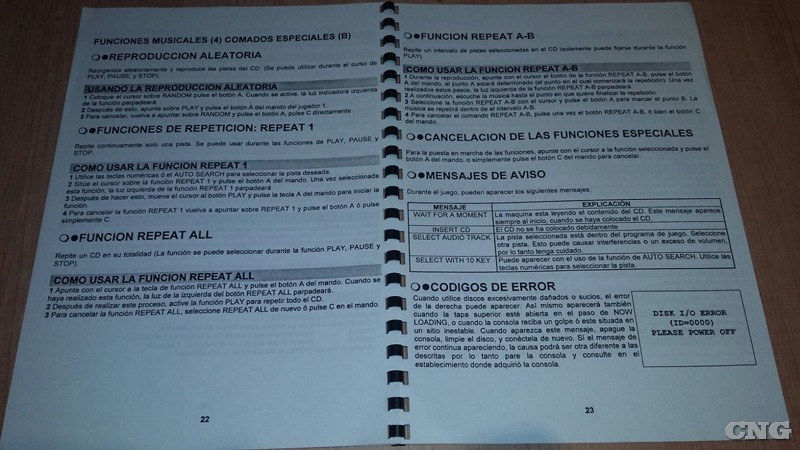 FUNCIONES MUSICALES (4) COMADOS ESPECIALES (B)
REPRODUCCION ALEATORIA
Reorganiza aleatoriamente y reproduce las pistas del CD. (Se puede utilizar durante el curso de
PLAY, PAUSE, y STOP).
USANDO LA REPRODUCCION ALEATORIA
1 Coloque el cursor sobre RANDOM pulse el botón A. Cuando se active, la luz indicadora izquierda
de la función parpadeará.
2 Después de esto, apunte sobre PLAY y pulse el botón A del mando del jugador 1.
3 Para cancelar, vuelva a apuntar sobre RANDOM y pulse A, pulse C directamente.
FUNCIONES DE REPETICION: REPEAT 1
Repite continuamente sólo una pista. Se puede usar durante las funciones de PLAY, PAUSE y
STOP.
COMO USAR LA FUNCION REPEAT 1
1 Utilice las teclas numéricas ó el AUTO SEARCH para seleccionar la pista deseada.
2 Sitúe el cursor sobre la función REPEAT 1 y pulse el botón A del mando. Una vez seleccionada
esta función, la luz izquierda de la función REPEAT 1 parpadeará.
3 Después de hacer esto, mueva el cursor al botón PLAY y pulse la tecla A del mando para iniciar la
función.
4 Para cancelar la función REPEAT 1 vuelva a apuntar sobre REPEAT 1 y pulse el botón A ó pulse
simplemente C.
FUNCION REPEAT ALL
Repite un CD en su totalidad (La función se puede seleccionar durante la función PLAY, PAUSE y
STOP).
COMO USAR LA FUNCION REPEAT ALL
1 Apunte con el cursor a la tecla de función REPEAT ALL y pulse el botón A del mando. Cuando se
haya realizado esta función, la luz de la izquierda del botón REPEAT ALL parpadeará.
2 Después de realizar este proceso, active la función PLAY para repetir todo el CD.
3 Para cancelar la función REPEAT ALL, seleccione REPEAT ALL de nuevo ó pulse C en el mando.
22
FUNCION REPEAT A-B
Repite un intervalo de pistas seleccionadas en el CD (solamente puede fijarse durante la función
PLAY)
COMO USAR LA FUNCION REPEAT A-B
1 Durante la reproducción, apunte con el cursor al botón de la función REPEAT A-B, pulse el botón
A del mando, el punto A estará determinado (el punto en el cual comenzará la repetición). Una vez
realizados estos pasos, la luz izquierda de la función REPEAT A-B parpadeará.
2 A continuación, escucha la música hasta el punto en que quiere finalizar la repetición.
3 Seleccione la función REPEAT A-B con el cursor y pulse el botón A para marcar el punto B. La
música se repetirá dentro de el intervalo A-B.
4 Para cancelar el comando REPEAT A-B, pulse una vez el botón REPEAT A-B, ó bien el botón C
del mando.
CANCELACION DE LAS FUNCIONES ESPECIALES
Para la puesta en marcha de las funciones, apunte con el cursor a la función seleccionada y pulse el
botón A del mando, o simplemente pulse el botón C del mando para cancelar.
MENSAJES DE AVISO
Durante el juego, pueden aparecer los siguientes mensajes:
MENSAJE EXPLICACIÓN
WAIT FOR A MOMENT La maquina esta leyendo el contenido del CD. Este mensaje aparece
siempre al inicio, cuando se haya colocado el CD.
INSERT CD El CD no se ha colocado debidamente
SELECT AUDIO TRACK La pista seleccionada está dentro del programa de juego. Seleccione
otra pista. Esto puede causar interferencias o un exceso de volumen,
por lo tanto tenga cuidado.
SELECT WITH 10 KEY Puede aparecer con el uso de la función de AUTO SEARCH. Utilice las
teclas numéricas para seleccionar la pista.
CODIGOS DE ERROR
Cuando utilice discos excesivamente dañados o sucios, el error
de la derecha puede aparecer. Así mismo aparecerá también
cuando la tapa superior esté abierta en el paso de NOW
LOADING, o cuando la consola reciba un golpe ó este situada en
un sitio inestable. Cuando aparezca este mensaje, apague la
consola, limpie el disco, y conéctela de nuevo. Si el mensaje de
error continua apareciendo, la causa podrá ser otra diferente a las
descritas por lo tanto pare la consola y consulte en el
establecimiento donde adquirió la consola.
DISK I/O ERROR
(ID=0000)
PLEASE POWER OFF
23
CNG